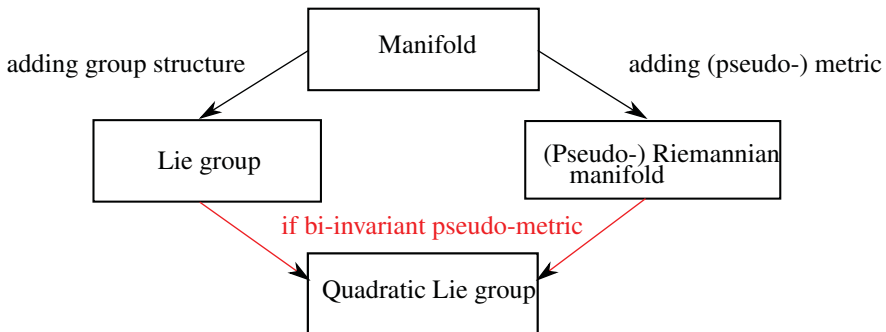 Manifold
adding group structure
adding (pseudo-) metric
Lie group
(Pseudo-) Riemannian
manifold
if bi-invariant pseudo-metric
Quadratic Lie group